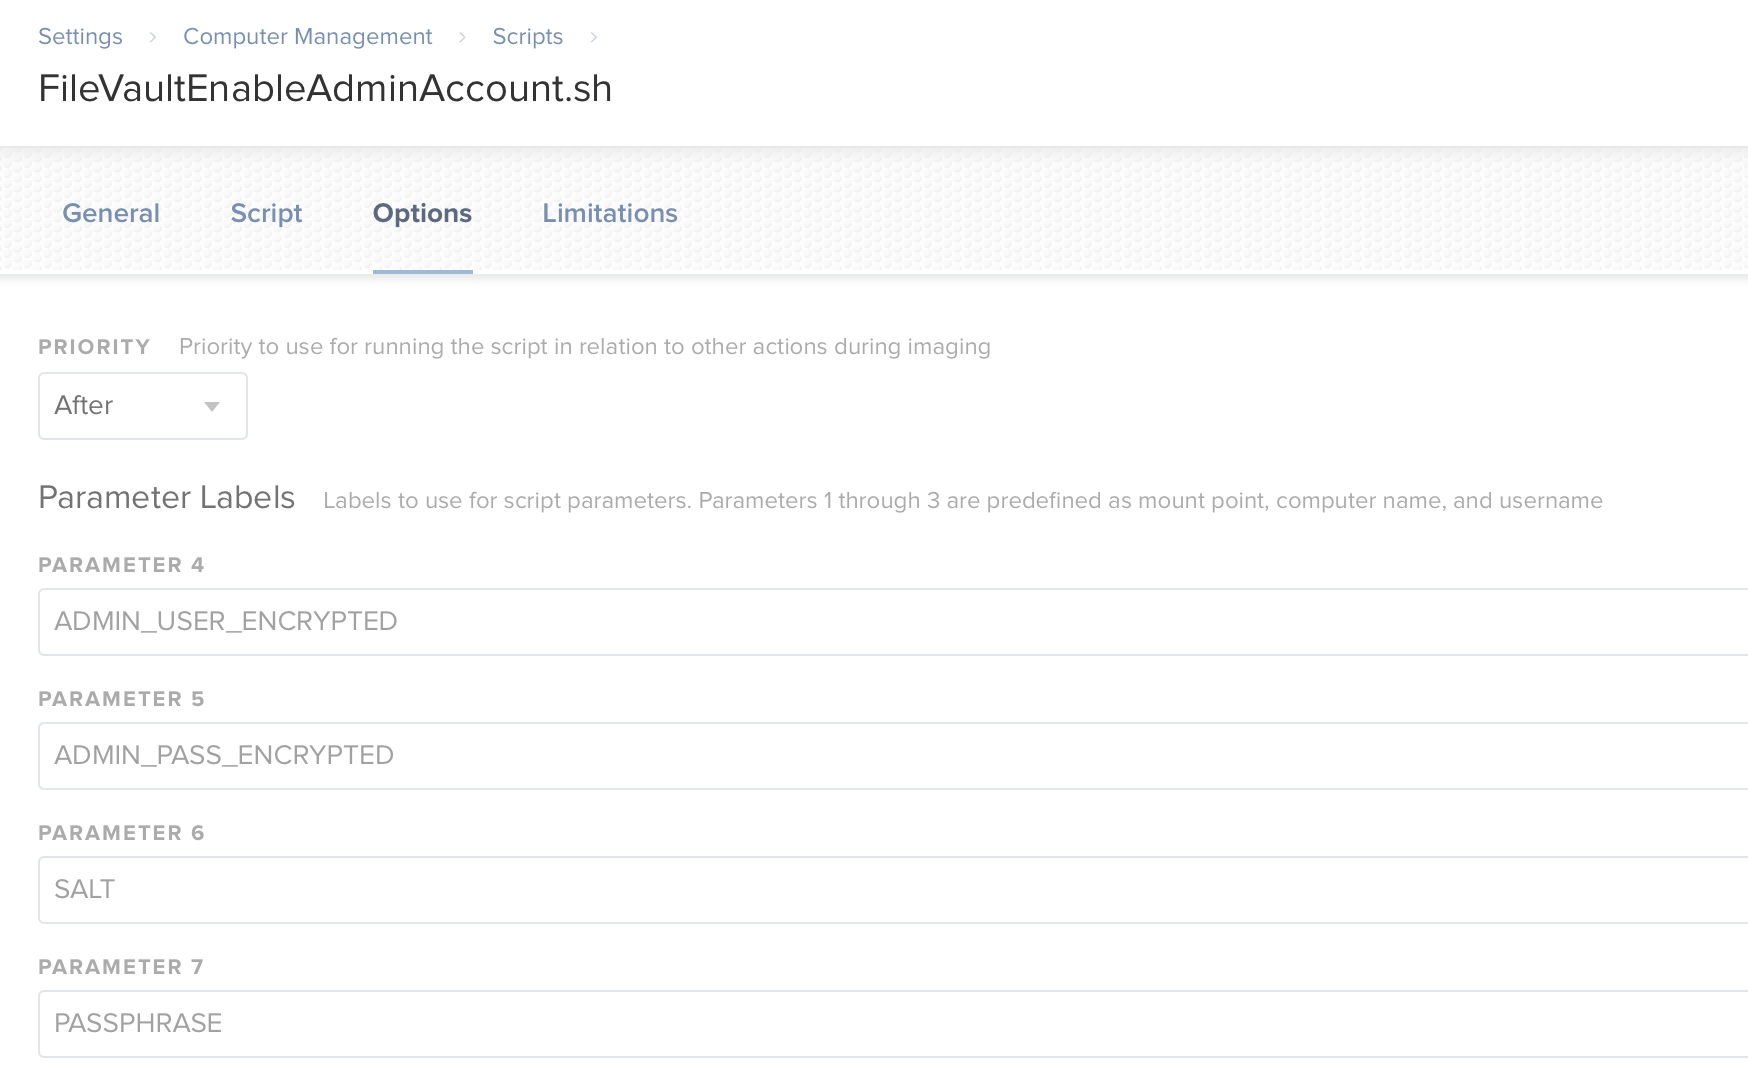 Settings > Computer Management > Scripts >
FileVaultEnableAdminAccount.sh
General Script Options Limitations
PRIORITY Priority to use for running the script in relation to other actions during imaging
After
Parameter Labels Labels to use for script parameters. Parameters 1 through 3 are predefined as mount point, computer name, and username
PARAMETER 4
ADMIN_USER_ENCRYPTED
PARAMETER 5
ADMIN_PASS_ENCRYPTED
PARAMETER 6
SALT
PARAMETER 7
PASSPHRASE